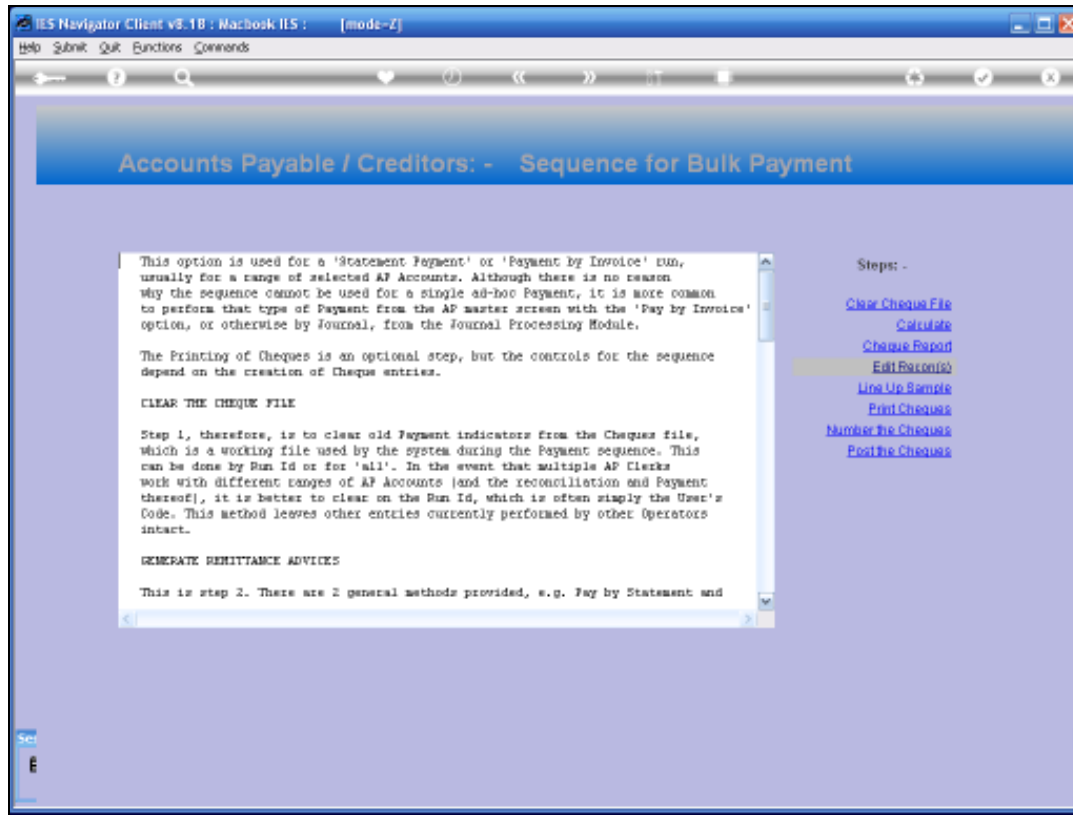 IES Navigator Client v8.18 : Macbook IES : [mode-Z]
Help Submit Quit Functions Commands
Accounts Payable / Creditors: - Sequence for Bulk Payment
This option is used for a 'Statement Payment' or 'Payment by Invoice' run,
usually for a range of selected AP Accounts. Although there is no reason
why the sequence cannot be used for a single ad-hoc Payment, it is more common
to perform that type of Payment from the AP master screen with the 'Pay by Invoice'
option, or otherwise by Journal, from the Journal Processing Module.
The Printing of Cheques is an optional step, but the controls for the sequence
depend on the creation of Cheque entries.
CLEAR THE CHEQUE FILE
Step 1, therefore, is to clear old Payment indicators from the Cheques file,
which is a working file used by the system during the Payment sequence. This
can be done by Run Id or for 'all'. In the event that multiple AP Clerks
work with different ranges of AP Accounts (and the reconciliation and Payment
thereof), it is better to clear on the Run Id, which is often simply the User's
Code. This method leaves other entries currently performed by other Operators
intact.
GENERATE REMITTANCE ADVICES
This is step 2. There are 2 general methods provided, e.g. Pay by Statement and
Steps: -
Clear Cheque File
Calculate
Cheque Report
Edit Recon(s)
Line Up Sample
Print Cheques
Number the Cheques
Post the Cheques
Ser